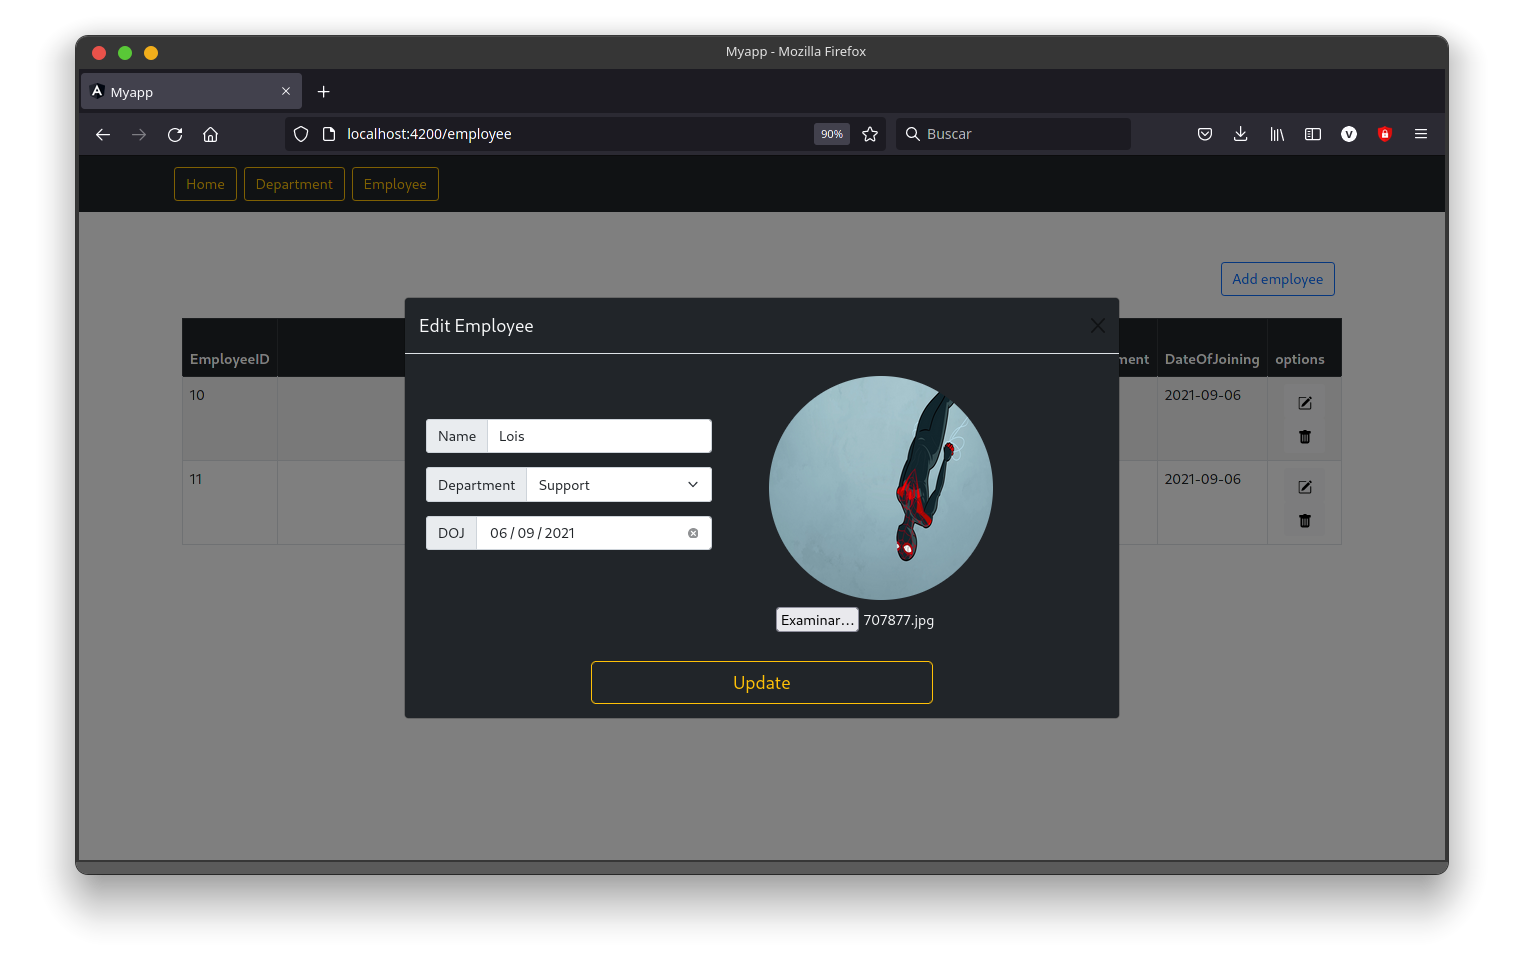 Myapp - Mozilla Firefox
Myapp
localhost:4200/employee
90%
Buscar
Home
Department
Employee
Add employee
EmployeeID
DateOfJoining
options
10
2021-09-06
11
2021-09-06
Edit Employee
Name
Lois
Department
Support
DOJ
06 / 09 / 2021
Examinar...
707877.jpg
Update